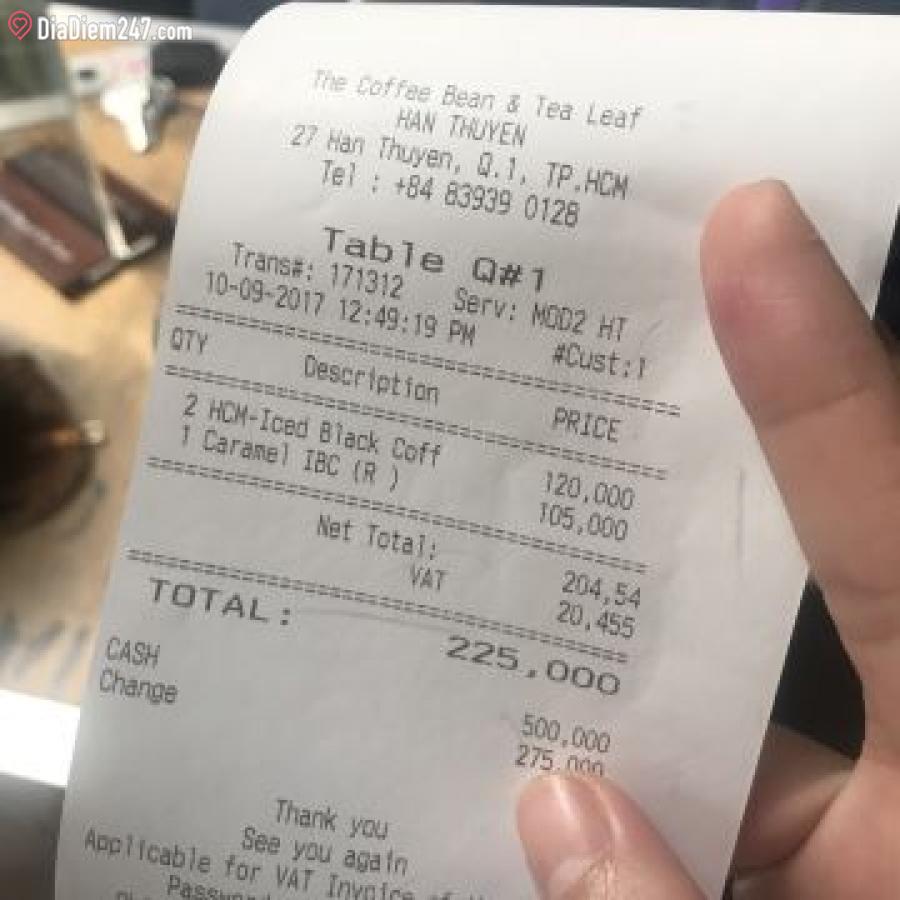 DiaDiem247.com
The Coffee Bean & Tea Leaf
HAN THUYEN
27 Han Thuyen, Q.1, TP.HCM
Tel : +84 83939 0128
Table Q#1
Trans#: 171312 Serv: MOD2 HT
10-09-2017 12:49:19 PM #Cust:1
QTY Description PRICE
2 HCM-Iced Black Coff 120,000
1 Caramel IBC (R ) 105,000
Net Total: 204,54
VAT 20,455
TOTAL: 225,000
CASH 500,000
Change 275,000
Thank you
See you again
Applicable for VAT Invoice